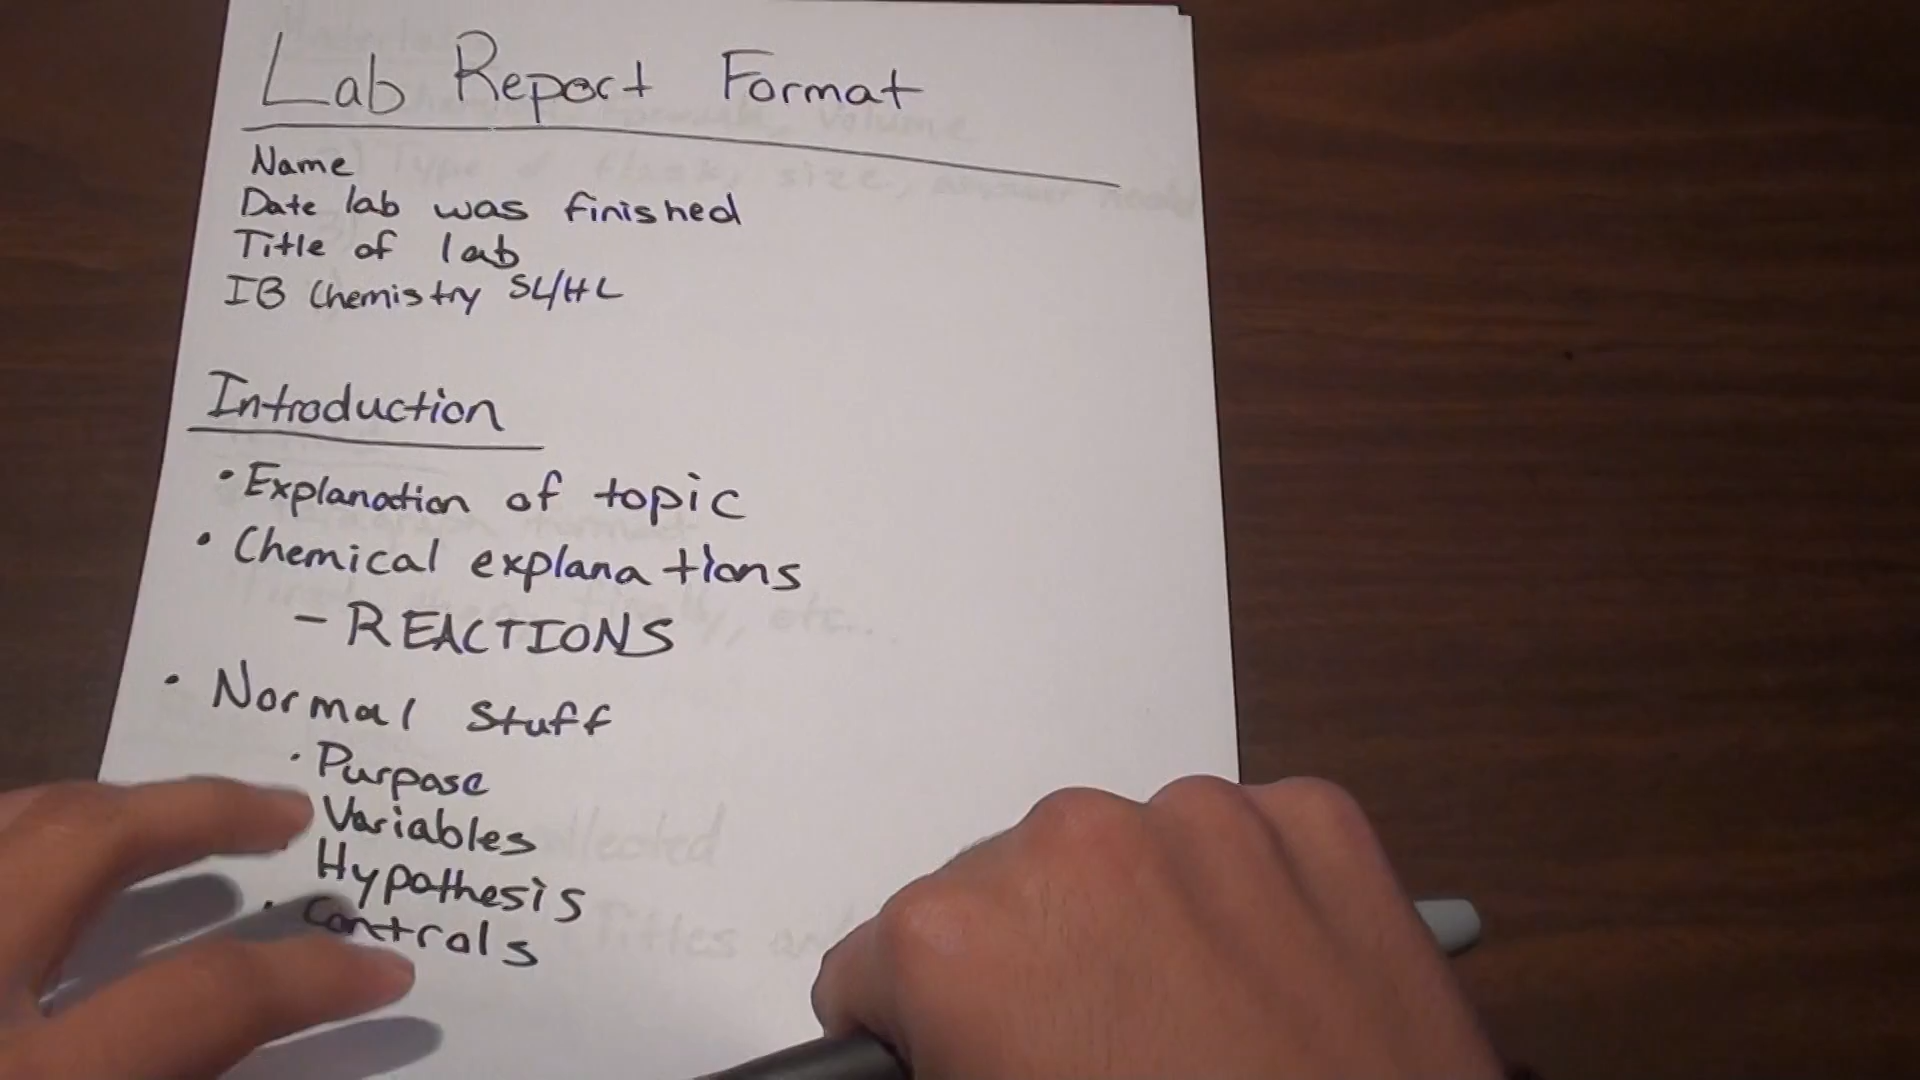 Lab Report Format
Name
Date lab was finished
Title of lab
IB Chemistry SL/HL
Introduction
• Explanation of topic
• Chemical explanations
- REACTIONS
• Normal Stuff
• Purpose
Variables
Hypothesis
• Controls